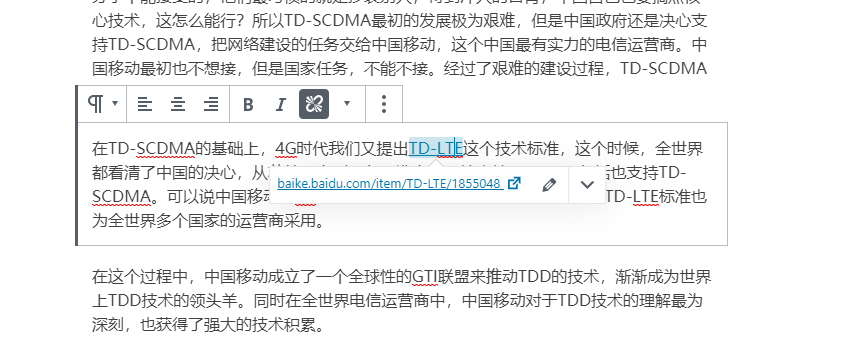 心技术，这怎么能行？所以TD-SCDMA最初的发展极为艰难，但是中国政府还是决心支
持TD-SCDMA，把网络建设的任务交给中国移动，这个中国最有实力的电信运营商。中
国移动最初也不想接，但是国家任务，不能不接。经过了艰难的建设过程，TD-SCDMA
B I
在TD-SCDMA的基础上，4G时代我们又提出TD-LTE这个技术标准，这个时候，全世界
都看清了中国的决心，从
也支持TD-
baike.baidu.com/item/TD-LTE/1855048
SCDMA。可以说中国移
TD-LTE标准也
为全世界多个国家的运营商采用。
在这个过程中，中国移动成立了一个全球性的GTI联盟来推动TDD的技术，渐渐成为世界
上TDD技术的领头羊。同时在全世界电信运营商中，中国移动对于TDD技术的理解最为
深刻，也获得了强大的技术积累。